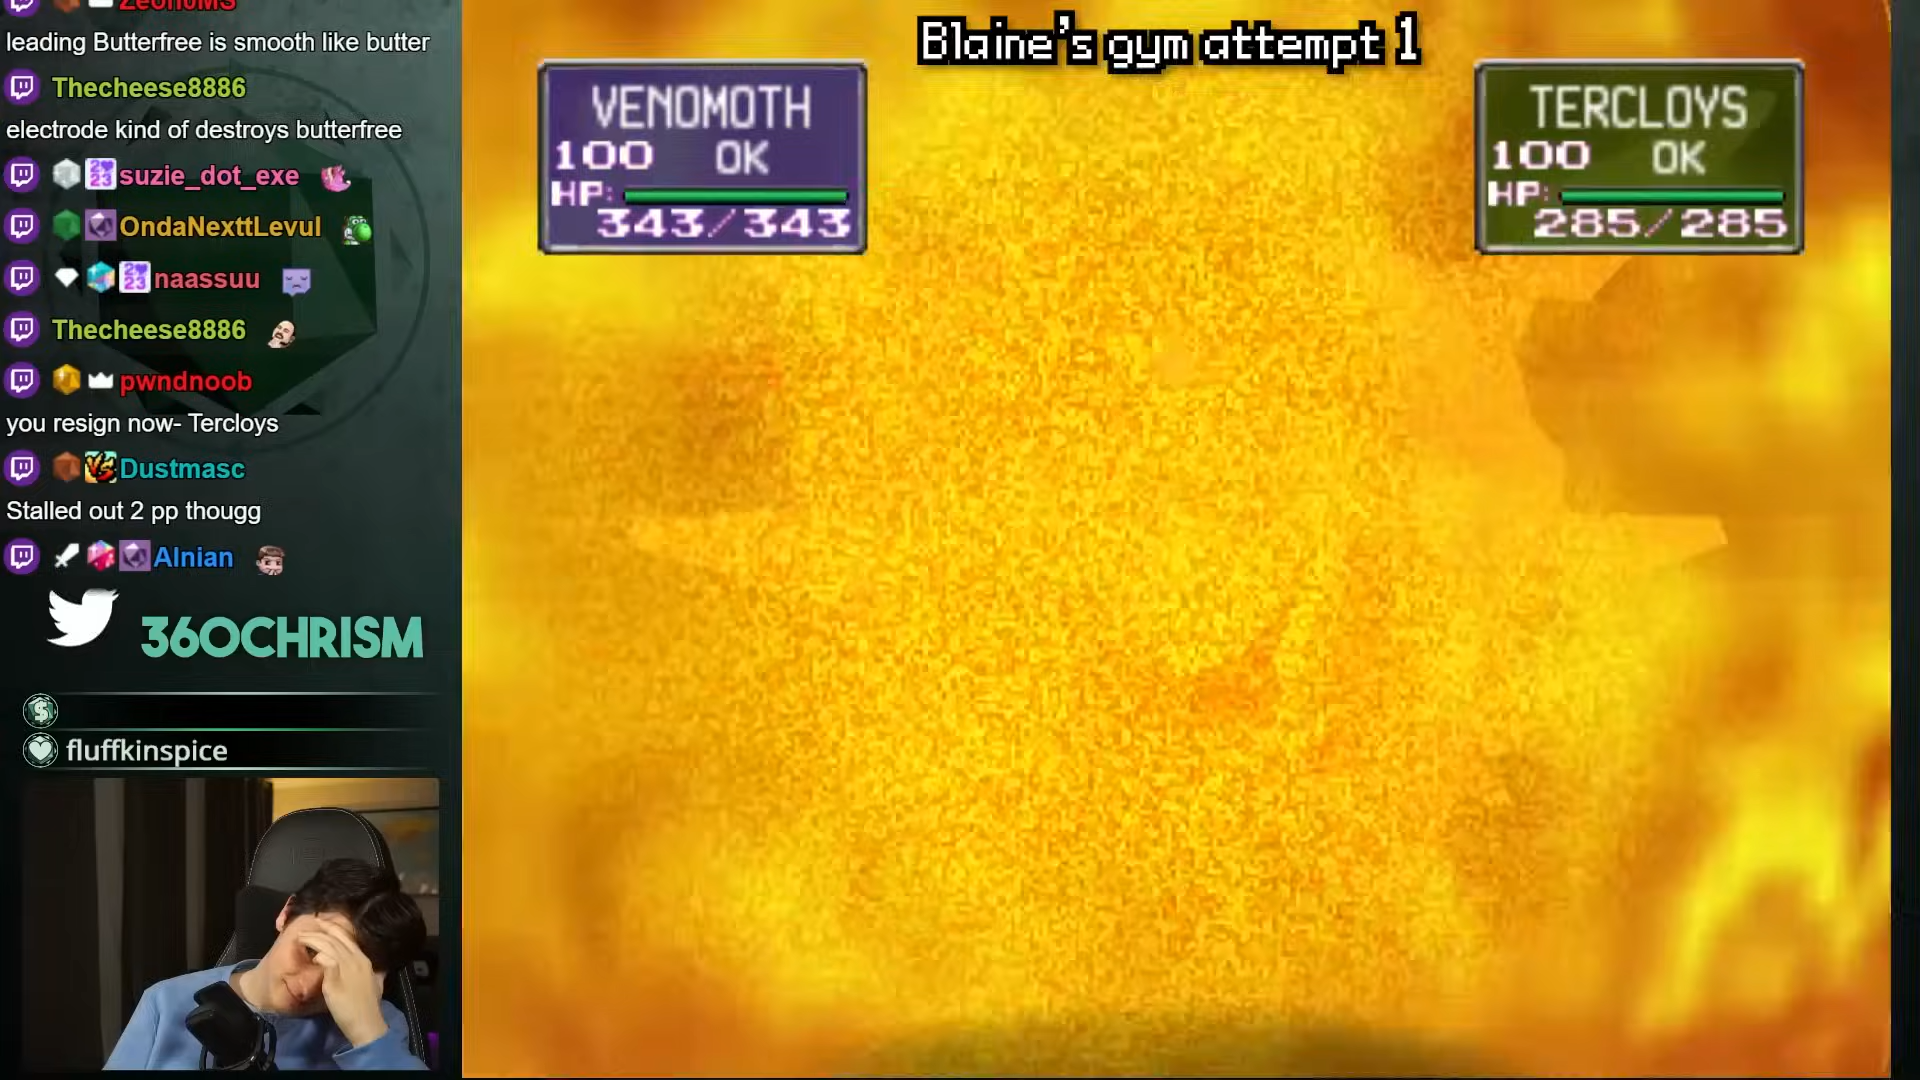 Zeon0MS
leading Butterfree is smooth like butter
Thecheese8886
electrode kind of destroys butterfree
suzie_dot_exe
OndaNexttLevul
naassuu
Thecheese8886
pwndnoob
you resign now- Tercloys
Dustmasc
Stalled out 2 pp thougg
Alnian
360CHRISM
fluffkinspice
Blaine's gym attempt 1
VENOMOTH
100 OK
HP:
343/343
TERCLOYS
100 OK
HP:
285/285